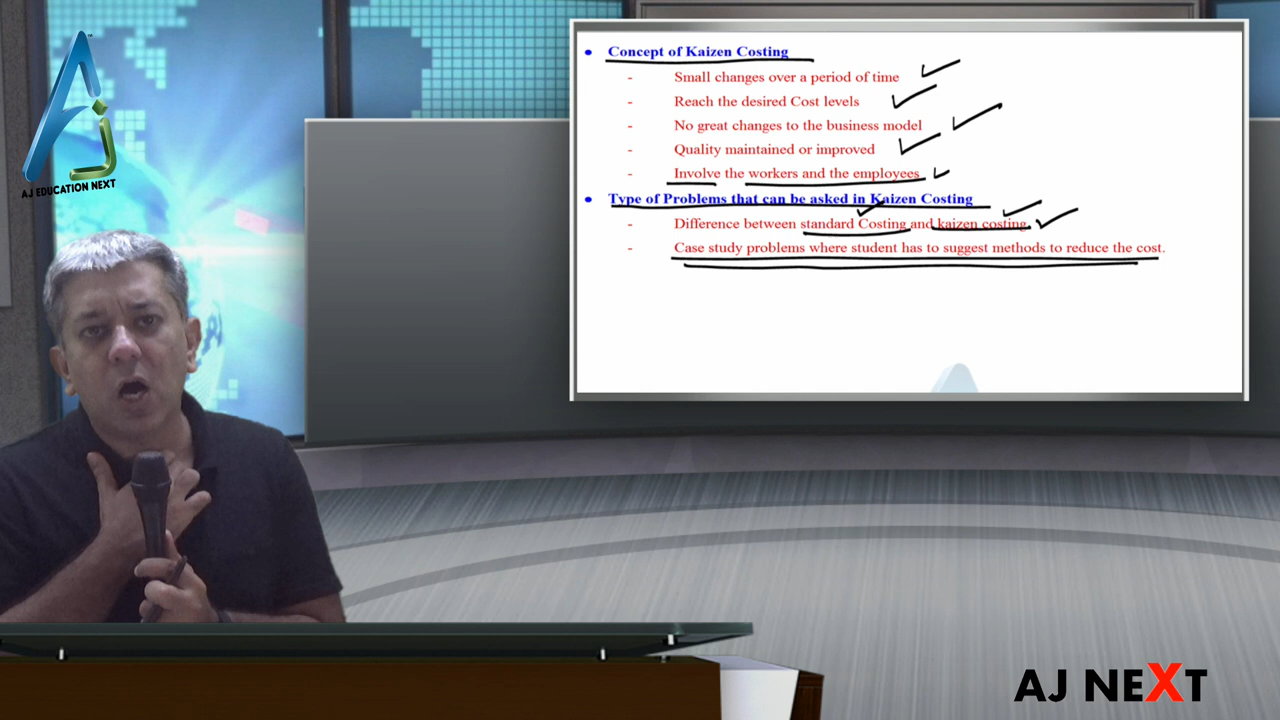 AJ EDUCATION NEXT
• Concept of Kaizen Costing
- Small changes over a period of time
- Reach the desired Cost levels
- No great changes to the business model
- Quality maintained or improved
- Involve the workers and the employees
• Type of Problems that can be asked in Kaizen Costing
- Difference between standard Costing and kaizen costing
- Case study problems where student has to suggest methods to reduce the cost.
AJ NEXT